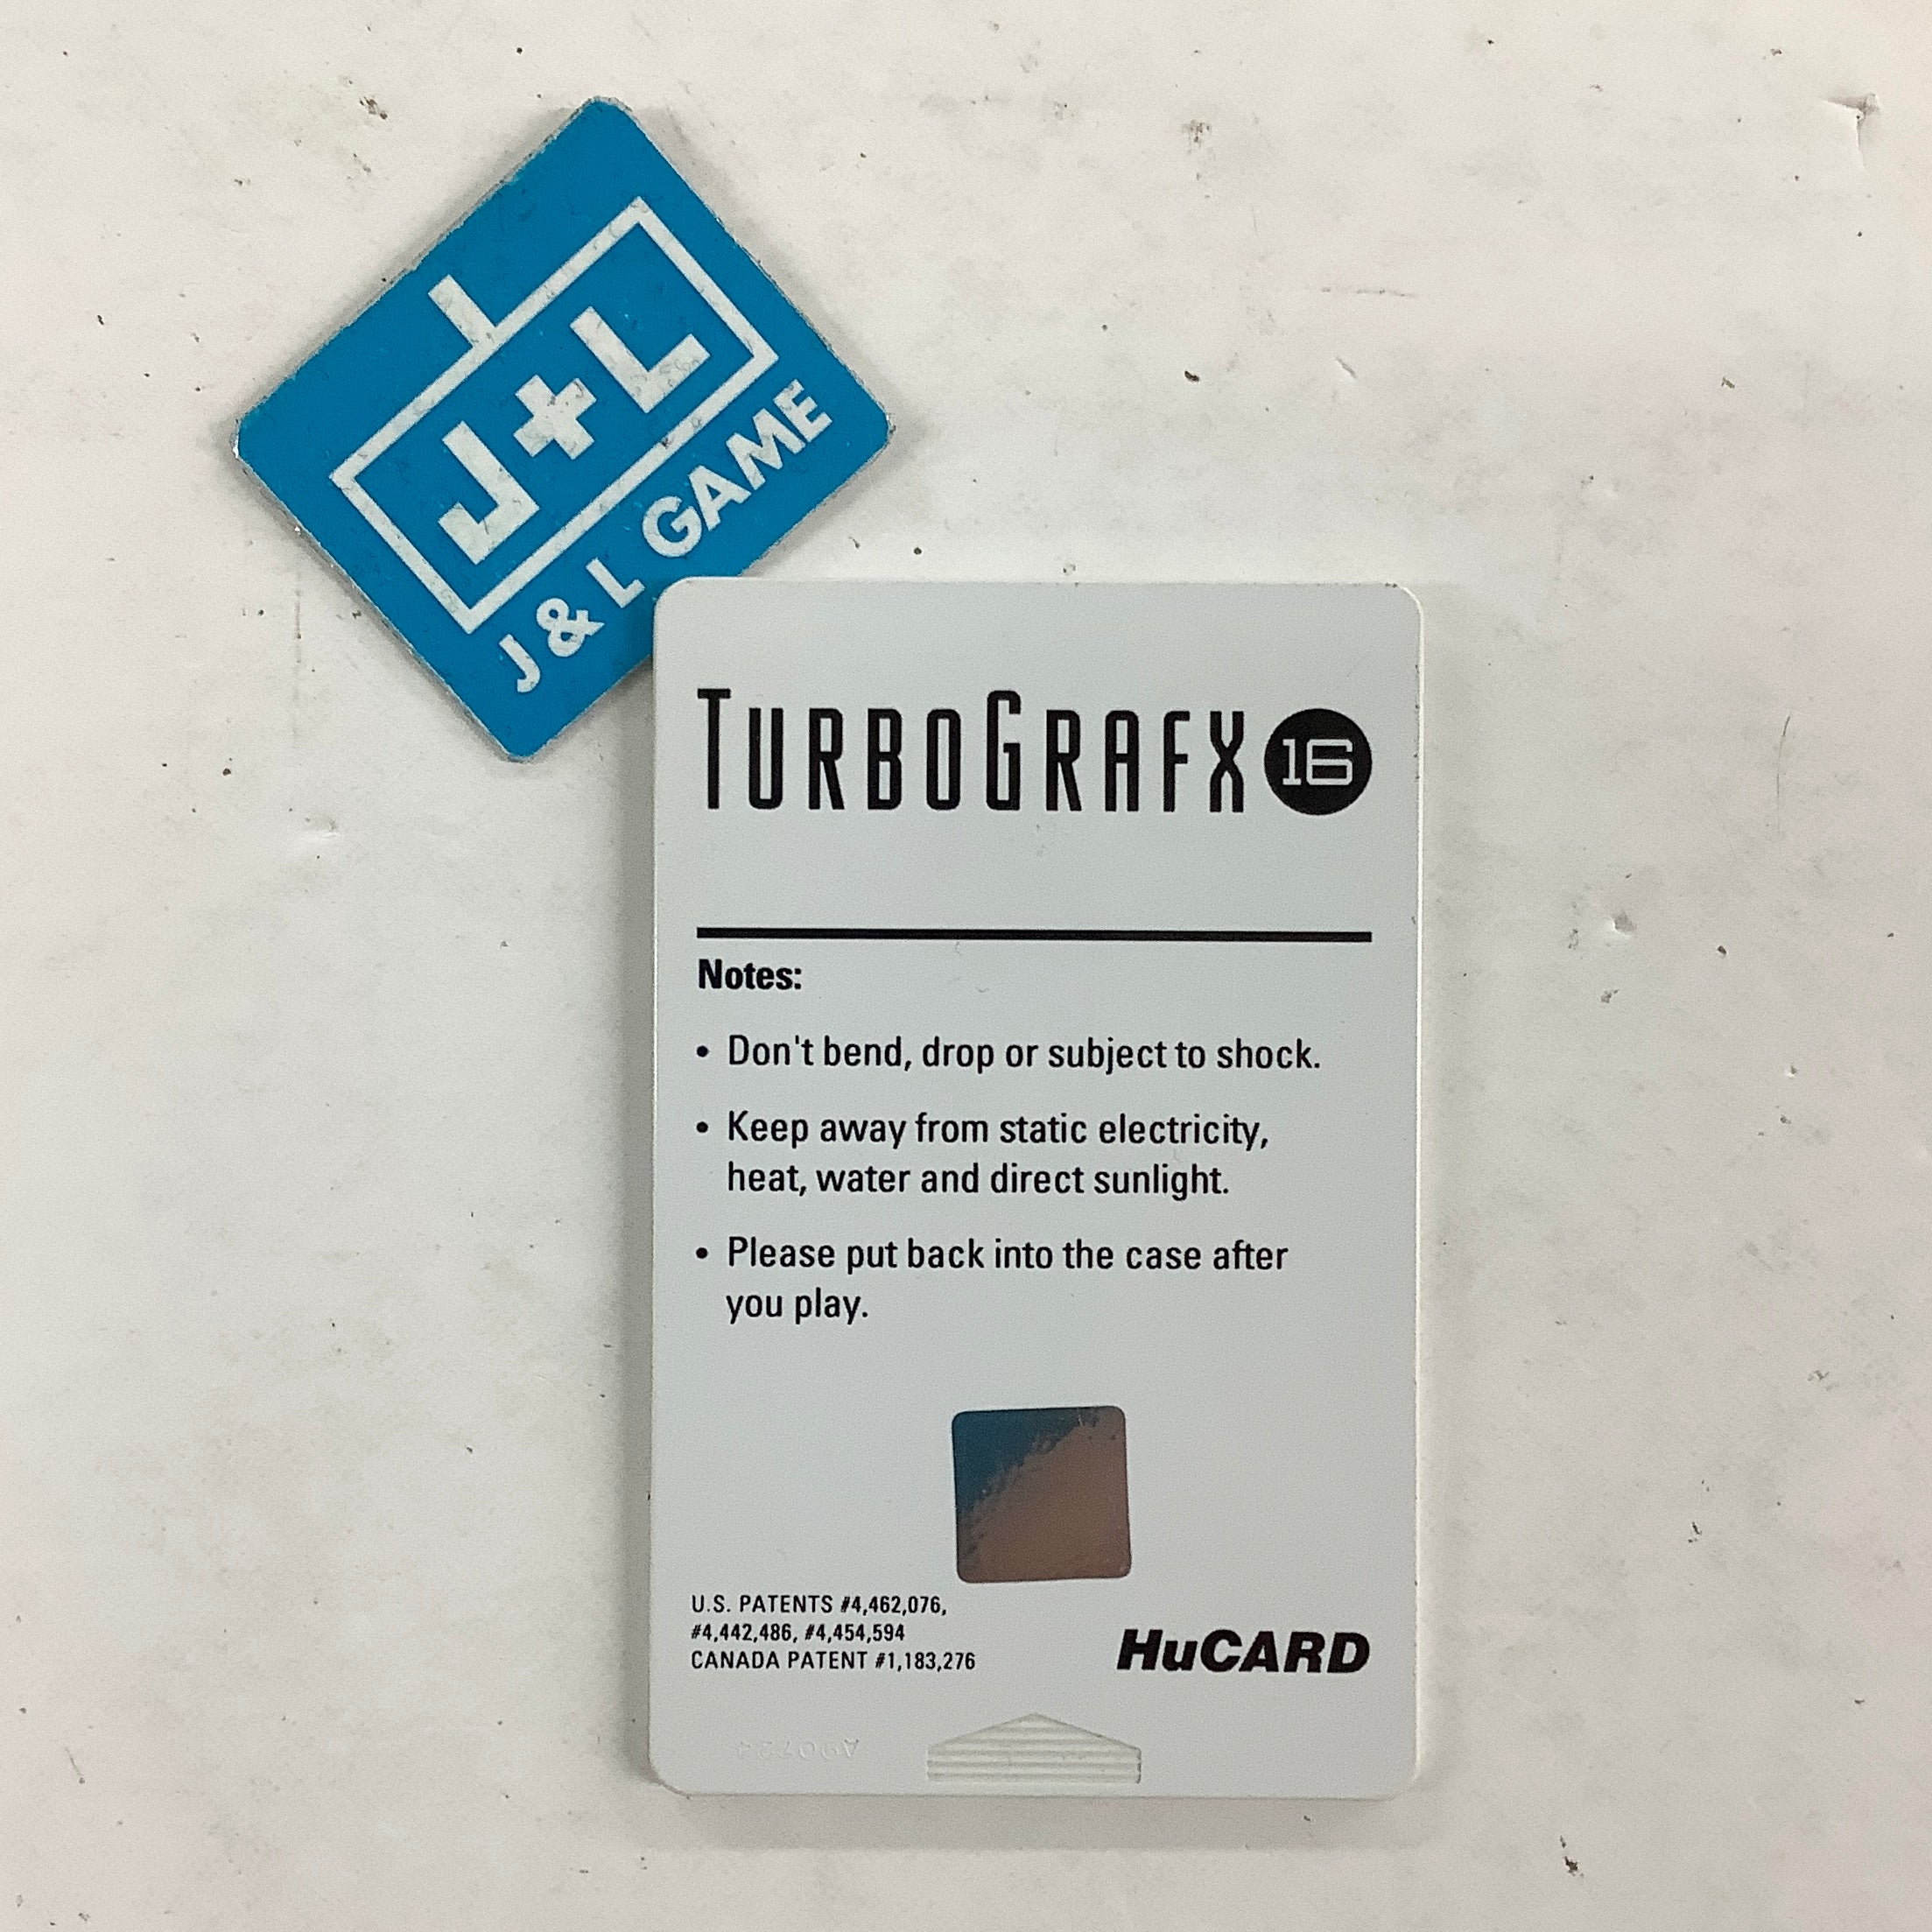 J+L
J & L GAME
TURBOGRAFX 16
Notes:
• Don't bend, drop or subject to shock.
• Keep away from static electricity,
heat, water and direct sunlight.
• Please put back into the case after
you play.
U.S. PATENTS #4,462,076,
#4,442,486, #4,454,594
CANADA PATENT #1,183,276
HuCARD
A90724